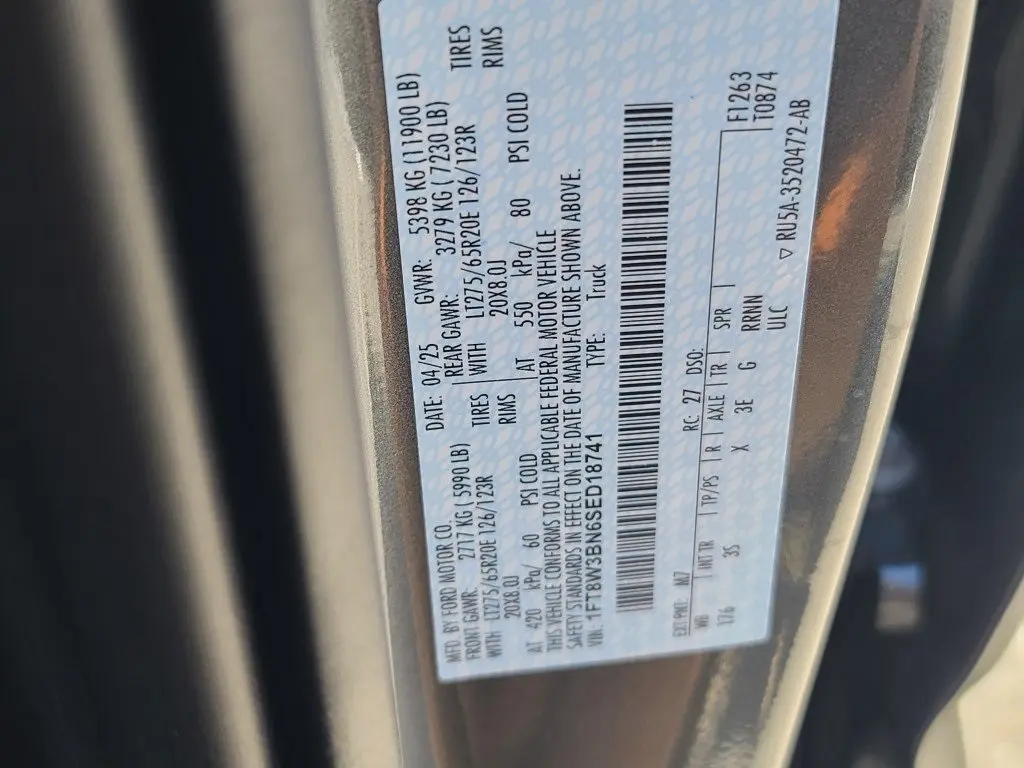 MFD. BY FORD MOTOR CO.
DATE: 04/25 GVWR: 5398 KG (11900 LB)
FRONT GAWR: 2717 KG ( 5990 LB) REAR GAWR: 3279 KG ( 7230 LB)
WITH LT275/65R20E 126/123R TIRES WITH LT275/65R20E 126/123R TIRES
20X8.0J RIMS 20X8.0J RIMS
AT 420 kPa/ 60 PSI COLD AT 550 kPa/ 80 PSI COLD
THIS VEHICLE CONFORMS TO ALL APPLICABLE FEDERAL MOTOR VEHICLE
SAFETY STANDARDS IN EFFECT ON THE DATE OF MANUFACTURE SHOWN ABOVE.
VIN: 1FT8W3BN6SED18741 TYPE: Truck
EXT PNT: M7 RC: 27 DSO: F1263
WB INT TR TP/PS R AXLE TR SPR T0874
176 3S X 3E G RRNN
ULC
▽ RU5A-3520472-AB